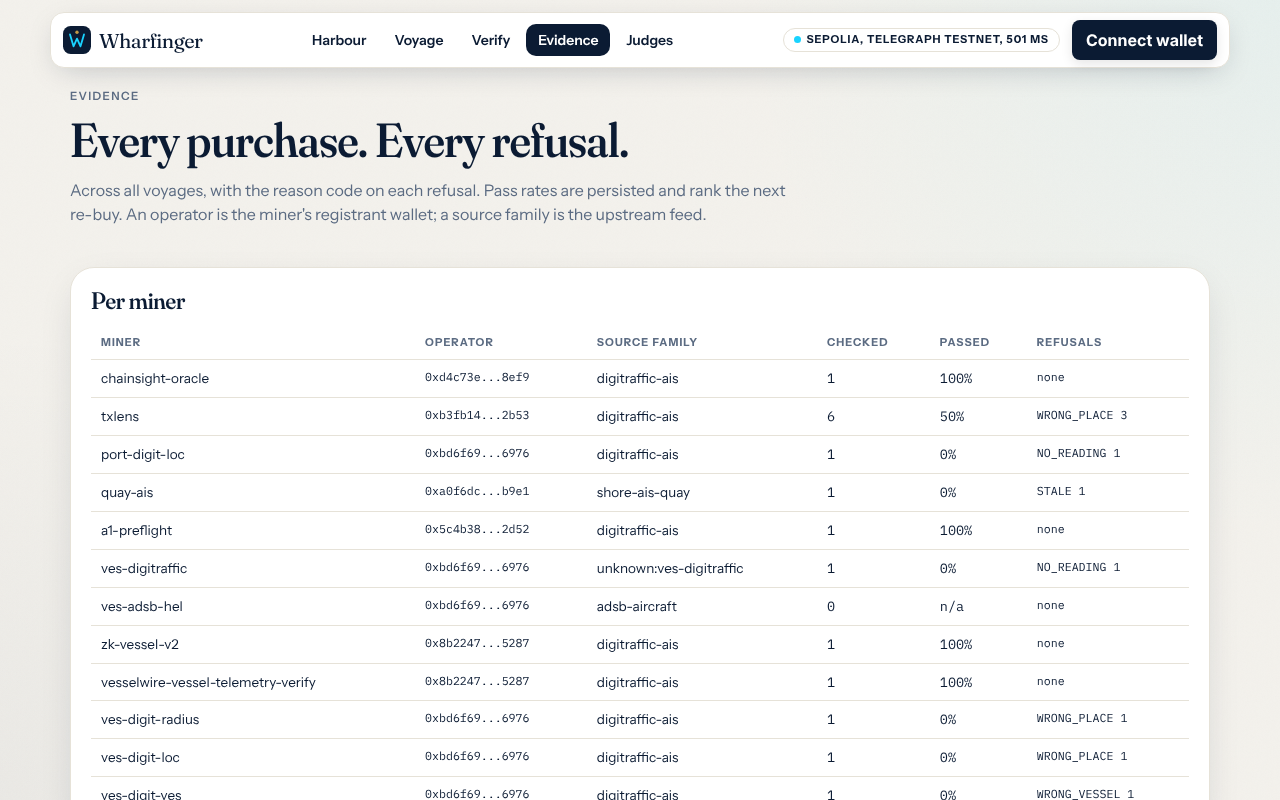 Wharfinger
Harbour
Voyage
Verify
Evidence
Judges
SEPOLIA, TELEGRAPH TESTNET, 501 MS
Connect wallet
EVIDENCE
Every purchase. Every refusal.
Across all voyages, with the reason code on each refusal. Pass rates are persisted and rank the next
re-buy. An operator is the miner's registrant wallet; a source family is the upstream feed.
Per miner
MINER OPERATOR SOURCE FAMILY CHECKED PASSED REFUSALS
chainsight-oracle 0xd4c73e...8ef9 digitraffic-ais 1 100% none
txlens 0xb3fb14...2b53 digitraffic-ais 6 50% WRONG_PLACE 3
port-digit-loc 0xbd6f69...6976 digitraffic-ais 1 0% NO_READING 1
quay-ais 0xa0f6dc...b9e1 shore-ais-quay 1 0% STALE 1
a1-preflight 0x5c4b38...2d52 digitraffic-ais 1 100% none
ves-digitraffic 0xbd6f69...6976 unknown:ves-digitraffic 1 0% NO_READING 1
ves-adsb-hel 0xbd6f69...6976 adsb-aircraft 0 n/a none
zk-vessel-v2 0x8b2247...5287 digitraffic-ais 1 100% none
vesselwire-vessel-telemetry-verify 0x8b2247...5287 digitraffic-ais 1 100% none
ves-digit-radius 0xbd6f69...6976 digitraffic-ais 1 0% WRONG_PLACE 1
ves-digit-loc 0xbd6f69...6976 digitraffic-ais 1 0% WRONG_PLACE 1
ves-digit-ves 0xbd6f69...6976 digitraffic-ais 1 0% WRONG_VESSEL 1